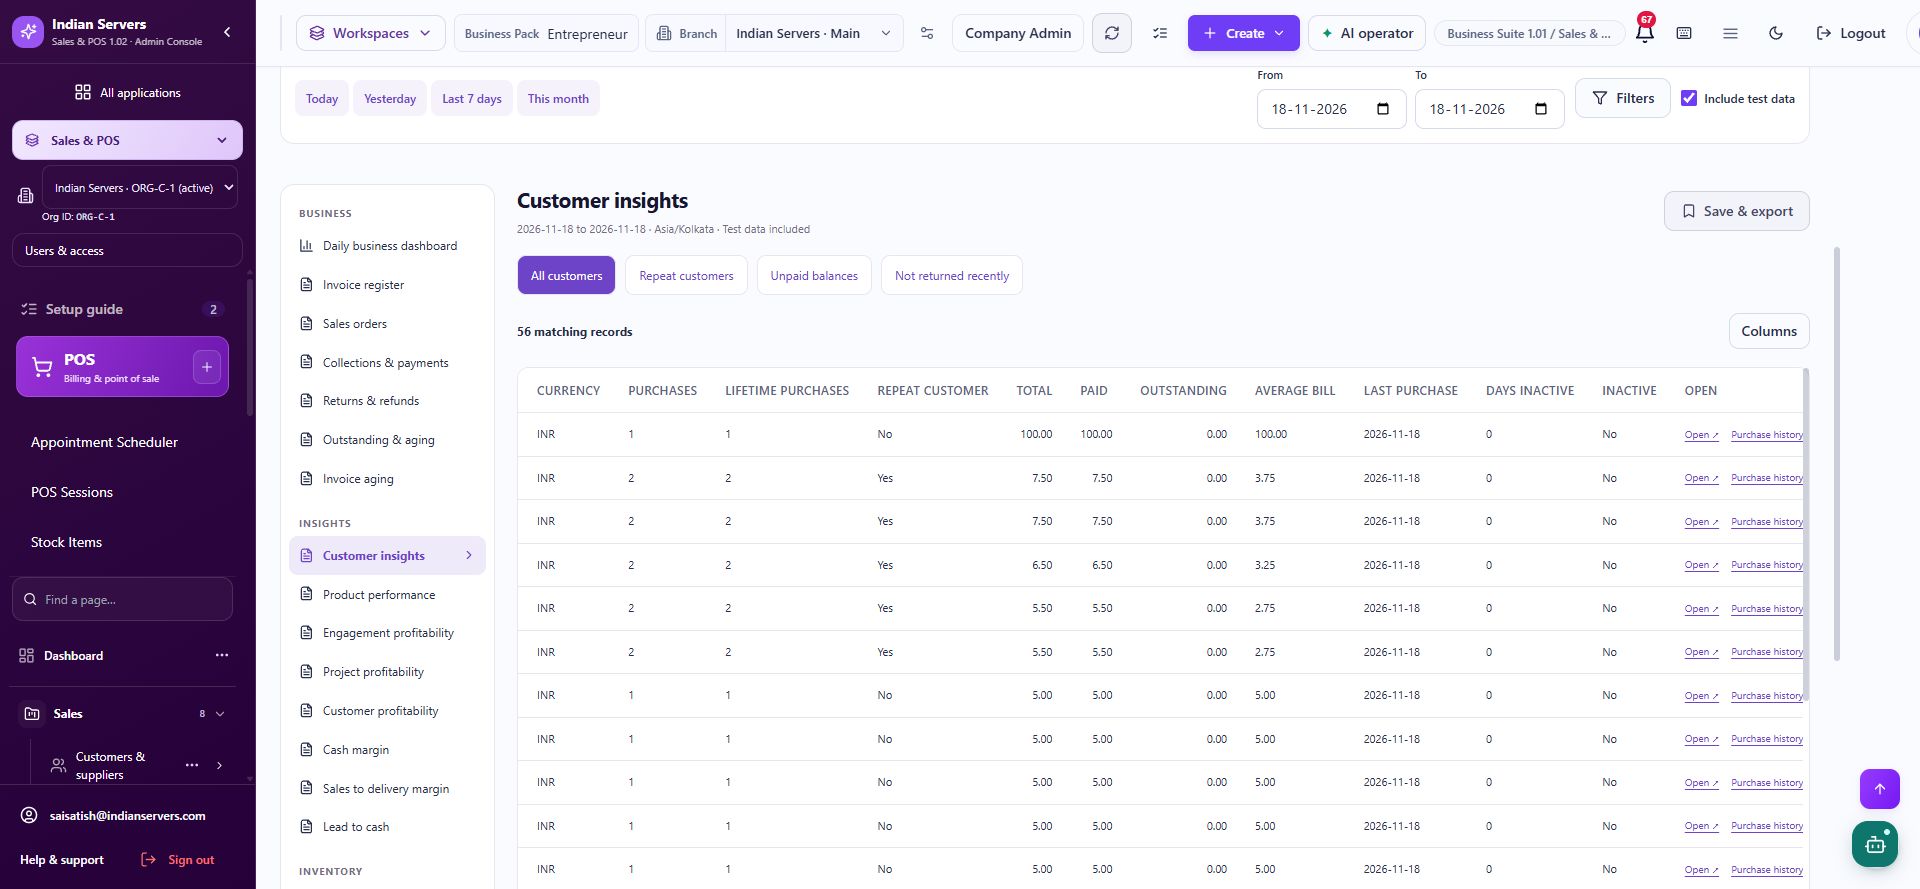 Indian Servers
Sales & POS 1.02 · Admin Console
All applications
Sales & POS
Indian Servers · ORG-C-1 (active)
Org ID: ORG-C-1
Users & access
Setup guide 2
POS
Billing & point of sale
Appointment Scheduler
POS Sessions
Stock Items
Find a page...
Dashboard
Sales 8
Customers &
suppliers
saisatish@indianservers.com
Help & support Sign out
Workspaces Business Pack Entrepreneur Branch Indian Servers · Main Company Admin Create AI operator Business Suite 1.01 / Sales & ... 67 Logout
Today Yesterday Last 7 days This month
From To
18-11-2026 18-11-2026 Filters Include test data
BUSINESS
Daily business dashboard
Invoice register
Sales orders
Collections & payments
Returns & refunds
Outstanding & aging
Invoice aging
INSIGHTS
Customer insights
Product performance
Engagement profitability
Project profitability
Customer profitability
Cash margin
Sales to delivery margin
Lead to cash
INVENTORY
Customer insights
Save & export
2026-11-18 to 2026-11-18 · Asia/Kolkata · Test data included
All customers Repeat customers Unpaid balances Not returned recently
56 matching records Columns
CURRENCY PURCHASES LIFETIME PURCHASES REPEAT CUSTOMER TOTAL PAID OUTSTANDING AVERAGE BILL LAST PURCHASE DAYS INACTIVE INACTIVE OPEN
INR 1 1 No 100.00 100.00 0.00 100.00 2026-11-18 0 No Open ↗ Purchase history
INR 2 2 Yes 7.50 7.50 0.00 3.75 2026-11-18 0 No Open ↗ Purchase history
INR 2 2 Yes 7.50 7.50 0.00 3.75 2026-11-18 0 No Open ↗ Purchase history
INR 2 2 Yes 6.50 6.50 0.00 3.25 2026-11-18 0 No Open ↗ Purchase history
INR 2 2 Yes 5.50 5.50 0.00 2.75 2026-11-18 0 No Open ↗ Purchase history
INR 2 2 Yes 5.50 5.50 0.00 2.75 2026-11-18 0 No Open ↗ Purchase history
INR 1 1 No 5.00 5.00 0.00 5.00 2026-11-18 0 No Open ↗ Purchase history
INR 1 1 No 5.00 5.00 0.00 5.00 2026-11-18 0 No Open ↗ Purchase history
INR 1 1 No 5.00 5.00 0.00 5.00 2026-11-18 0 No Open ↗ Purchase history
INR 1 1 No 5.00 5.00 0.00 5.00 2026-11-18 0 No Open ↗ Purchase history
INR 1 1 No 5.00 5.00 0.00 5.00 2026-11-18 0 No Open ↗ Purchase history